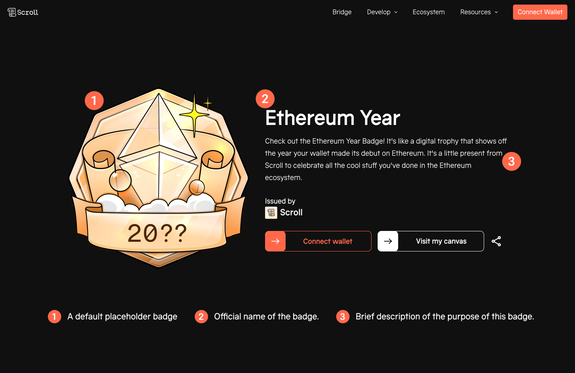 Scroll
Bridge Develop Ecosystem Resources Connect Wallet
1
2
Ethereum Year
Check out the Ethereum Year Badge! It's like a digital trophy that shows off
the year your wallet made its debut on Ethereum. It's a little present from
Scroll to celebrate all the cool stuff you've done in the Ethereum
ecosystem.
3
Issued by
Scroll
20??
Connect wallet Visit my canvas
1 A default placeholder badge 2 Official name of the badge. 3 Brief description of the purpose of this badge.